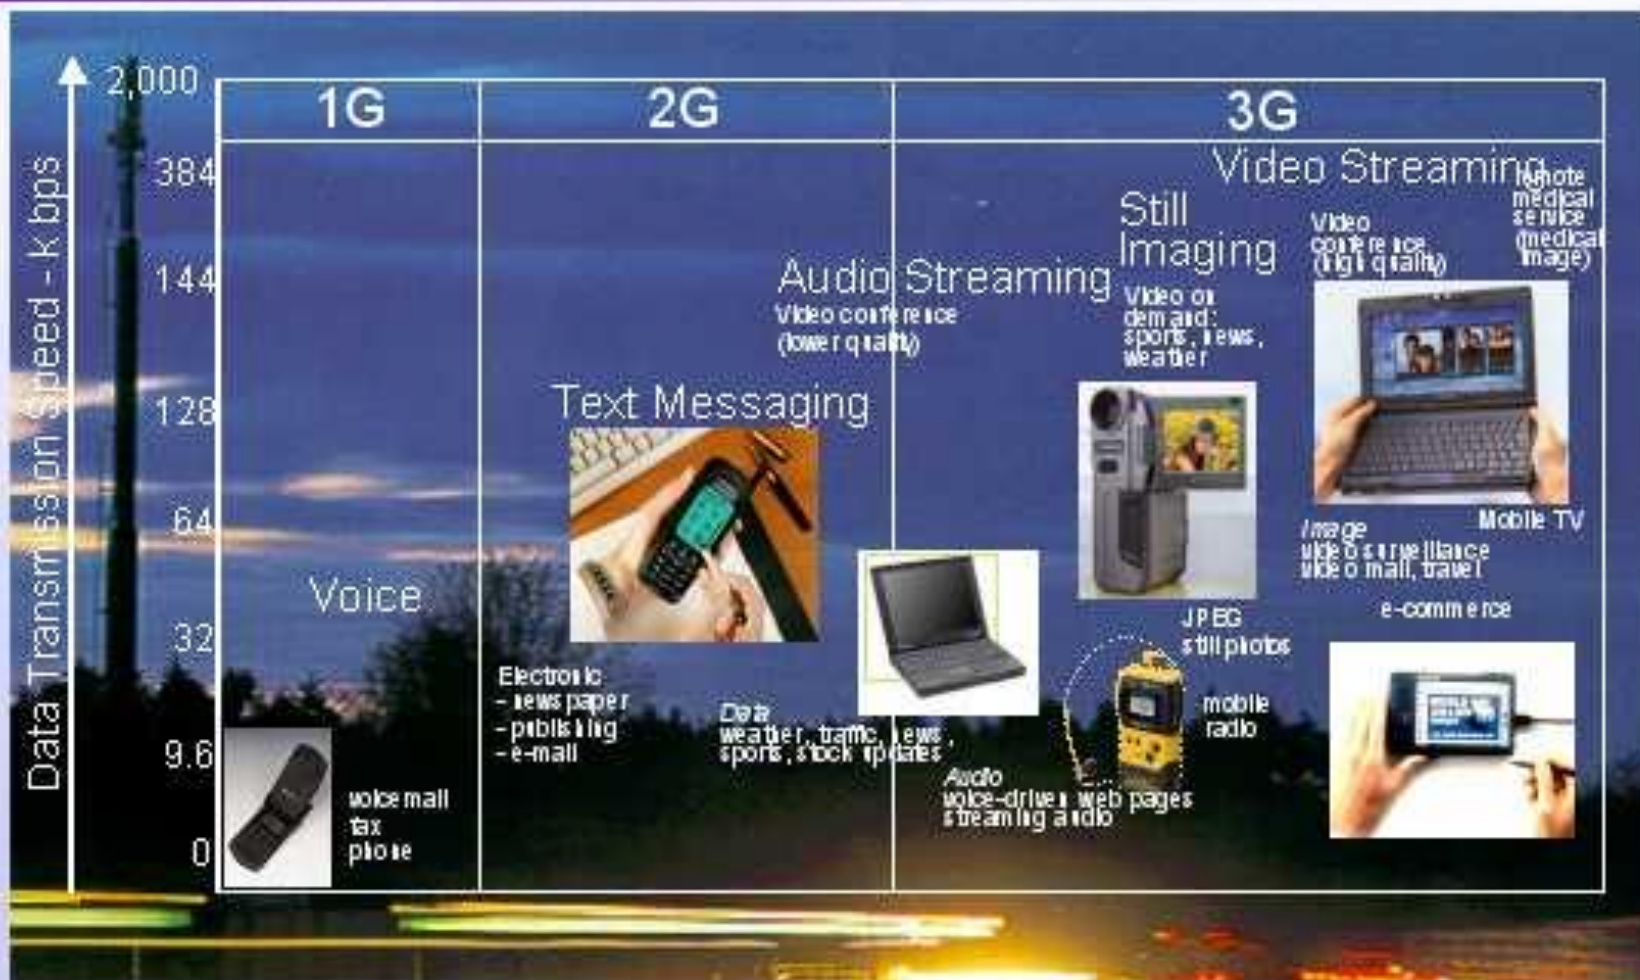 Data Transmission speed - k bps
2,000
384
144
128
64
32
9.6
0
1G
2G
3G
Voice
voice mail
fax
phone
Text Messaging
Electronic
- newspaper
- publishing
- e-mail
Data
weather, traffic, news,
sports, stock updates
Audio Streaming
Video conference
(lower quality)
Audio
voice-driven web pages
streaming audio
Still
Imaging
Video on
demand:
sports, news,
weather
JPEG
still photos
mobile
radio
Video Streaming
Video
conference
(high quality)
remote
medical
service
(medical
image)
Mobile TV
Image
video surveillance
video mail, travel
e-commerce